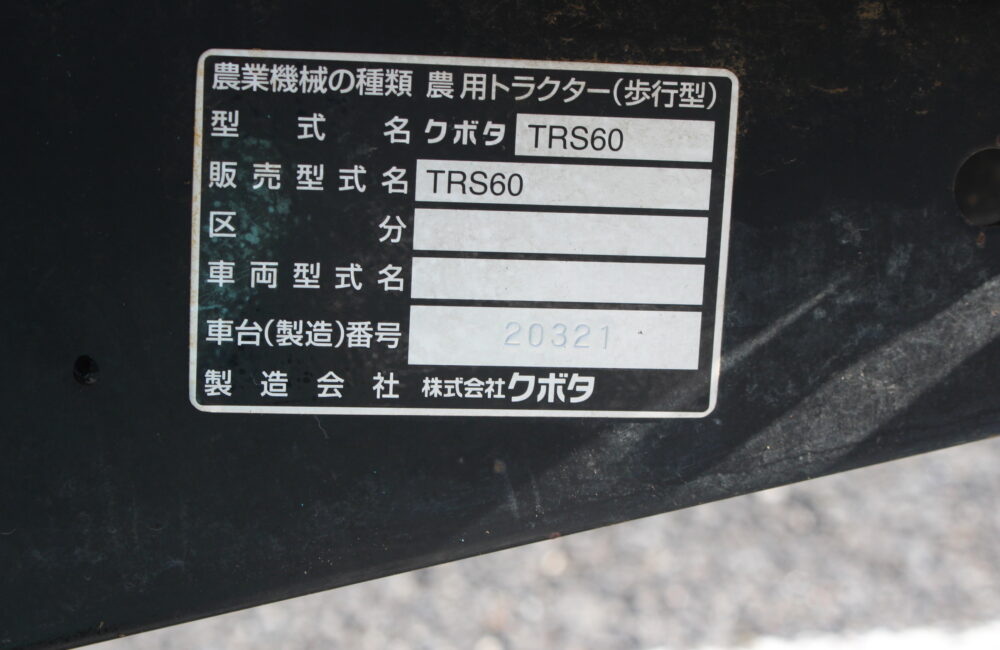 農業機械の種類 農用トラクター(歩行型)
型式名 クボタ TRS60
販売型式名 TRS60
区分
車両型式名
車台(製造)番号 20321
製造会社 株式会社クボタ